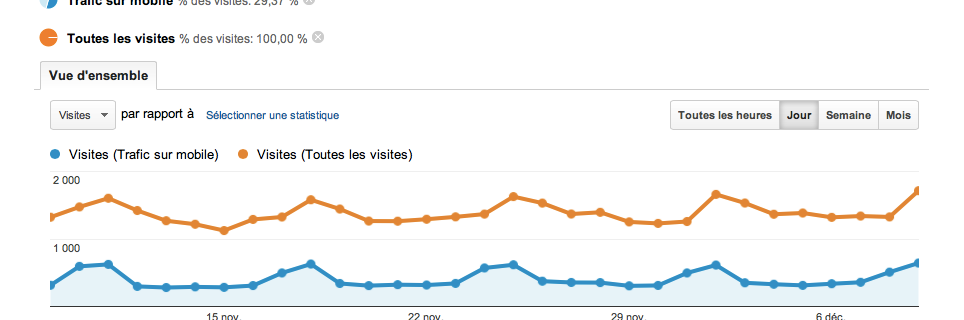 Trafic sur mobile % des visites: 29,37 %
Toutes les visites % des visites: 100,00 %
Vue d'ensemble
Visites par rapport à Sélectionner une statistique Toutes les heures Jour Semaine Mois
Visites (Trafic sur mobile) Visites (Toutes les visites)
2 000
1 000
15 nov. 22 nov. 29 nov. 6 déc.